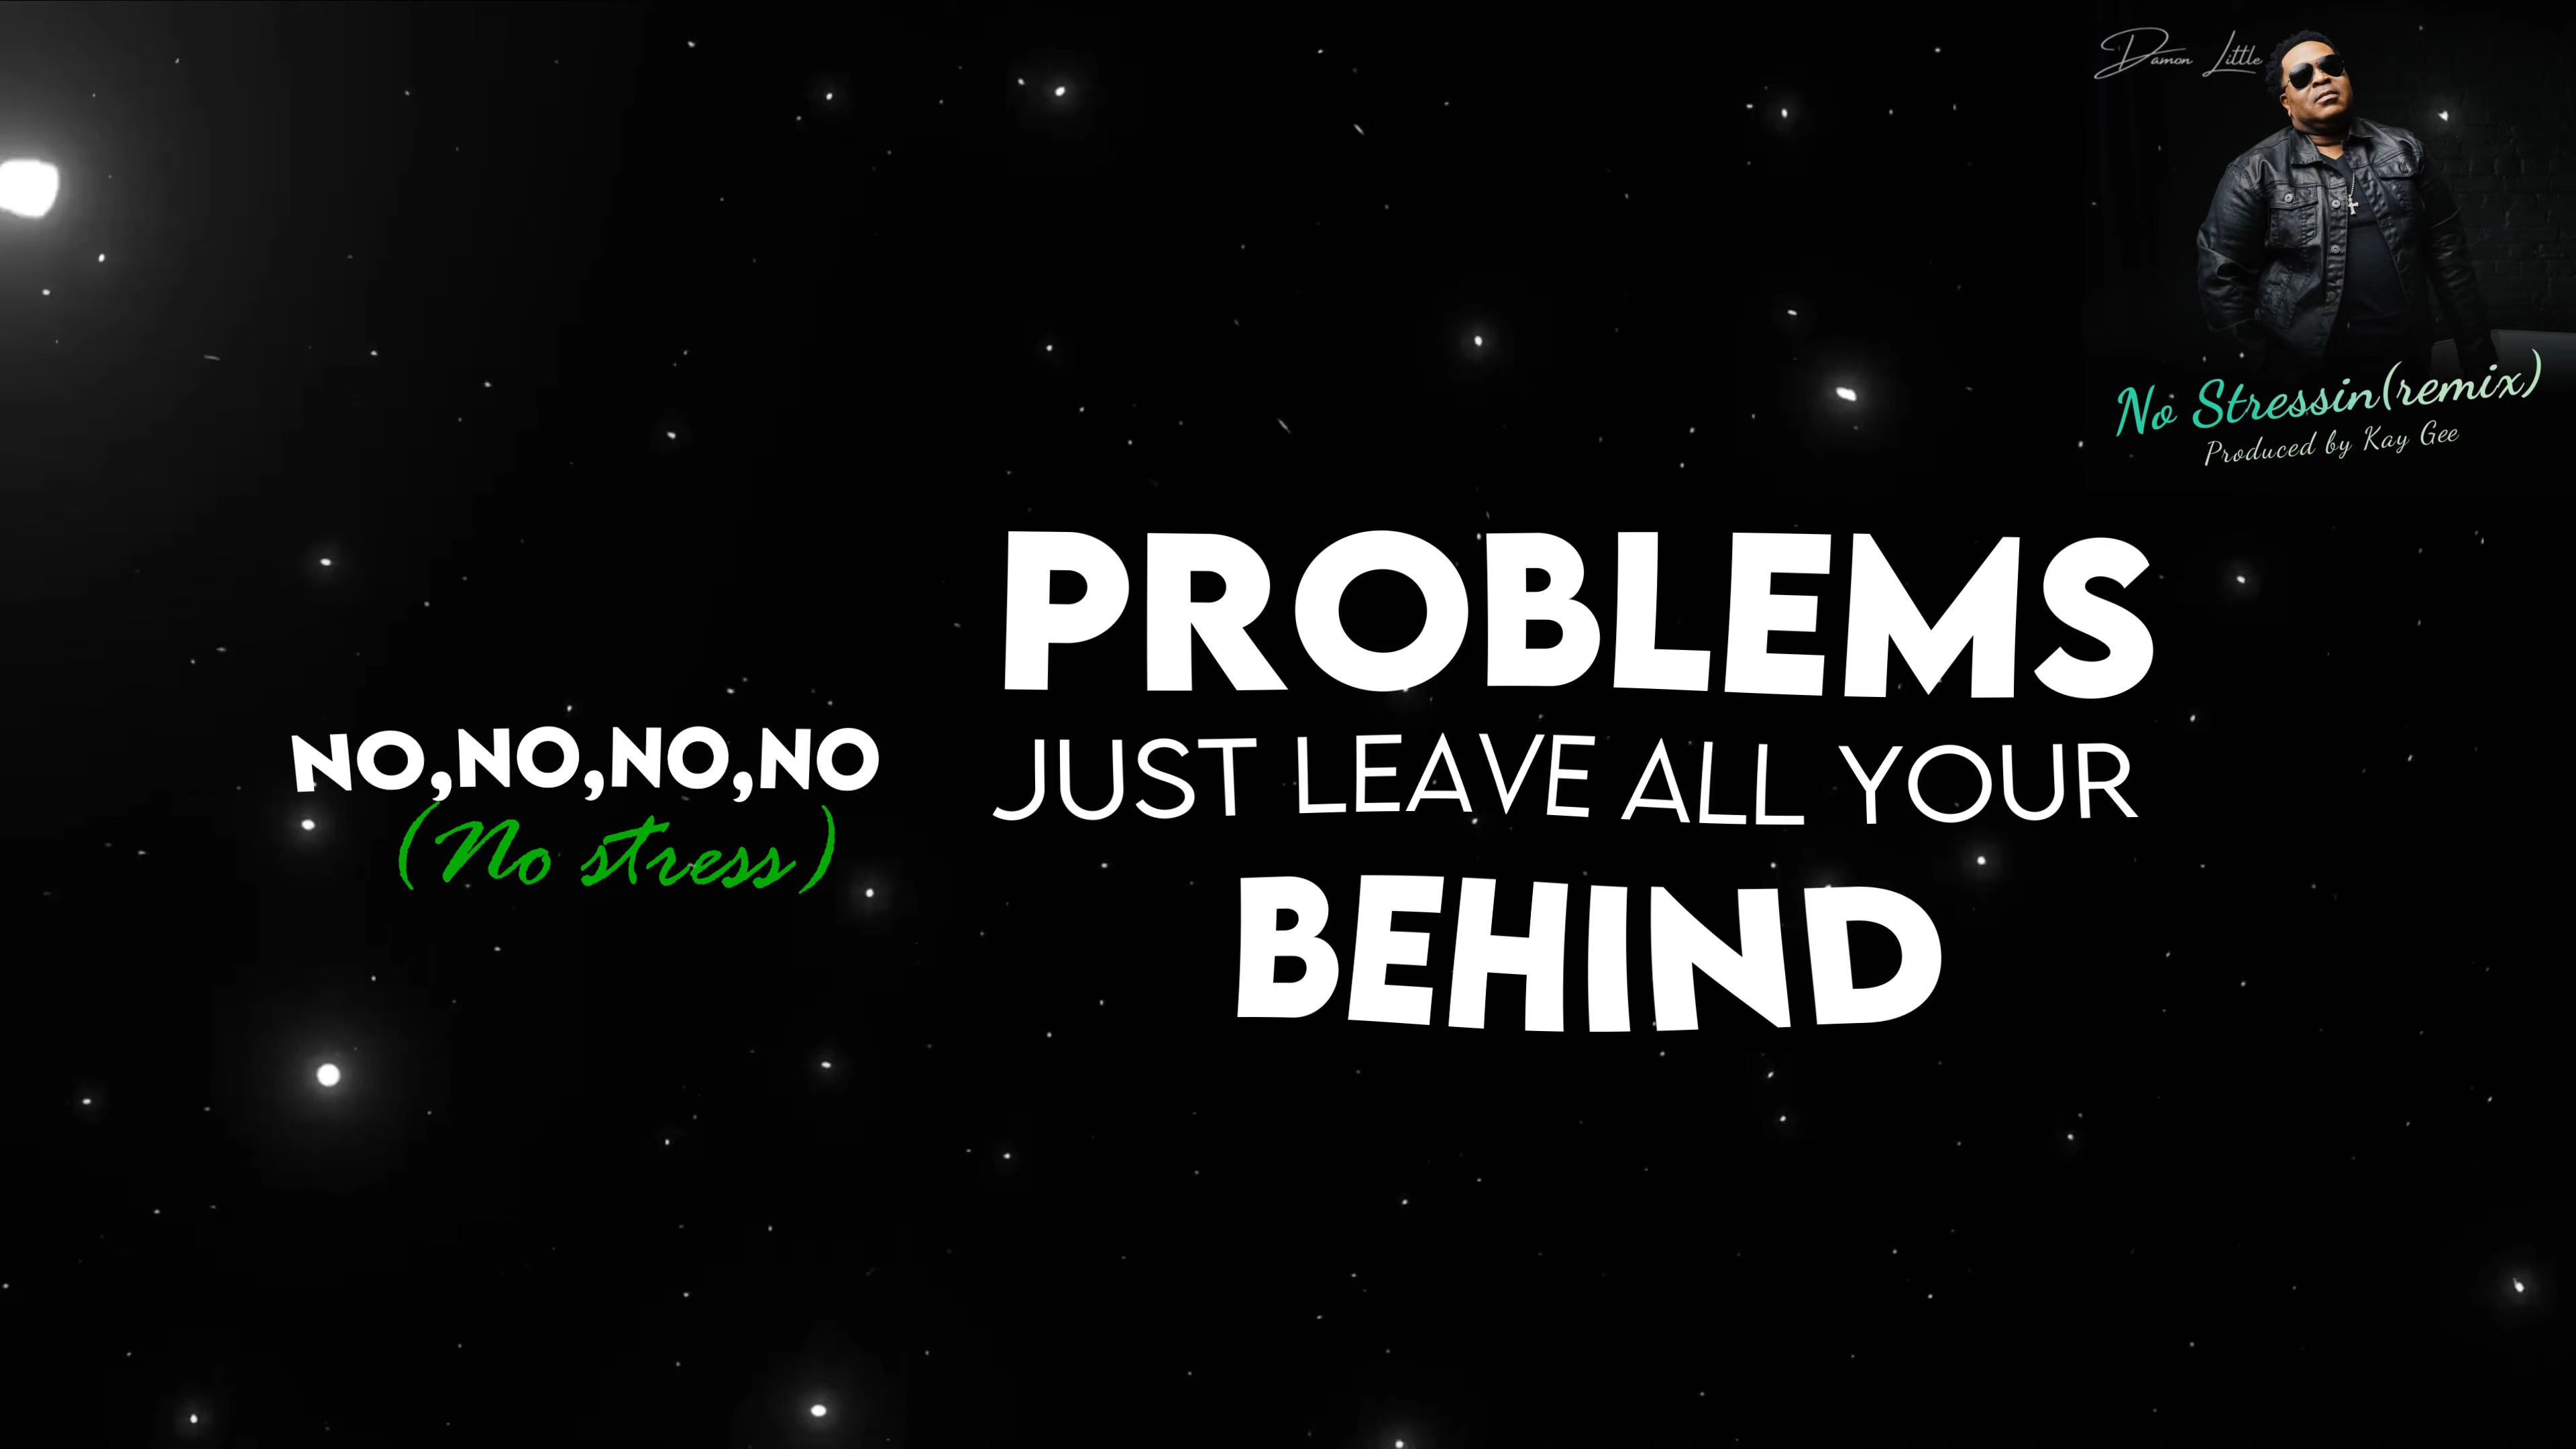 Damon Little
No Stressin(remix)
Produced by Kay Gee
NO,NO,NO,NO
(No stress)
PROBLEMS
JUST LEAVE ALL YOUR
BEHIND